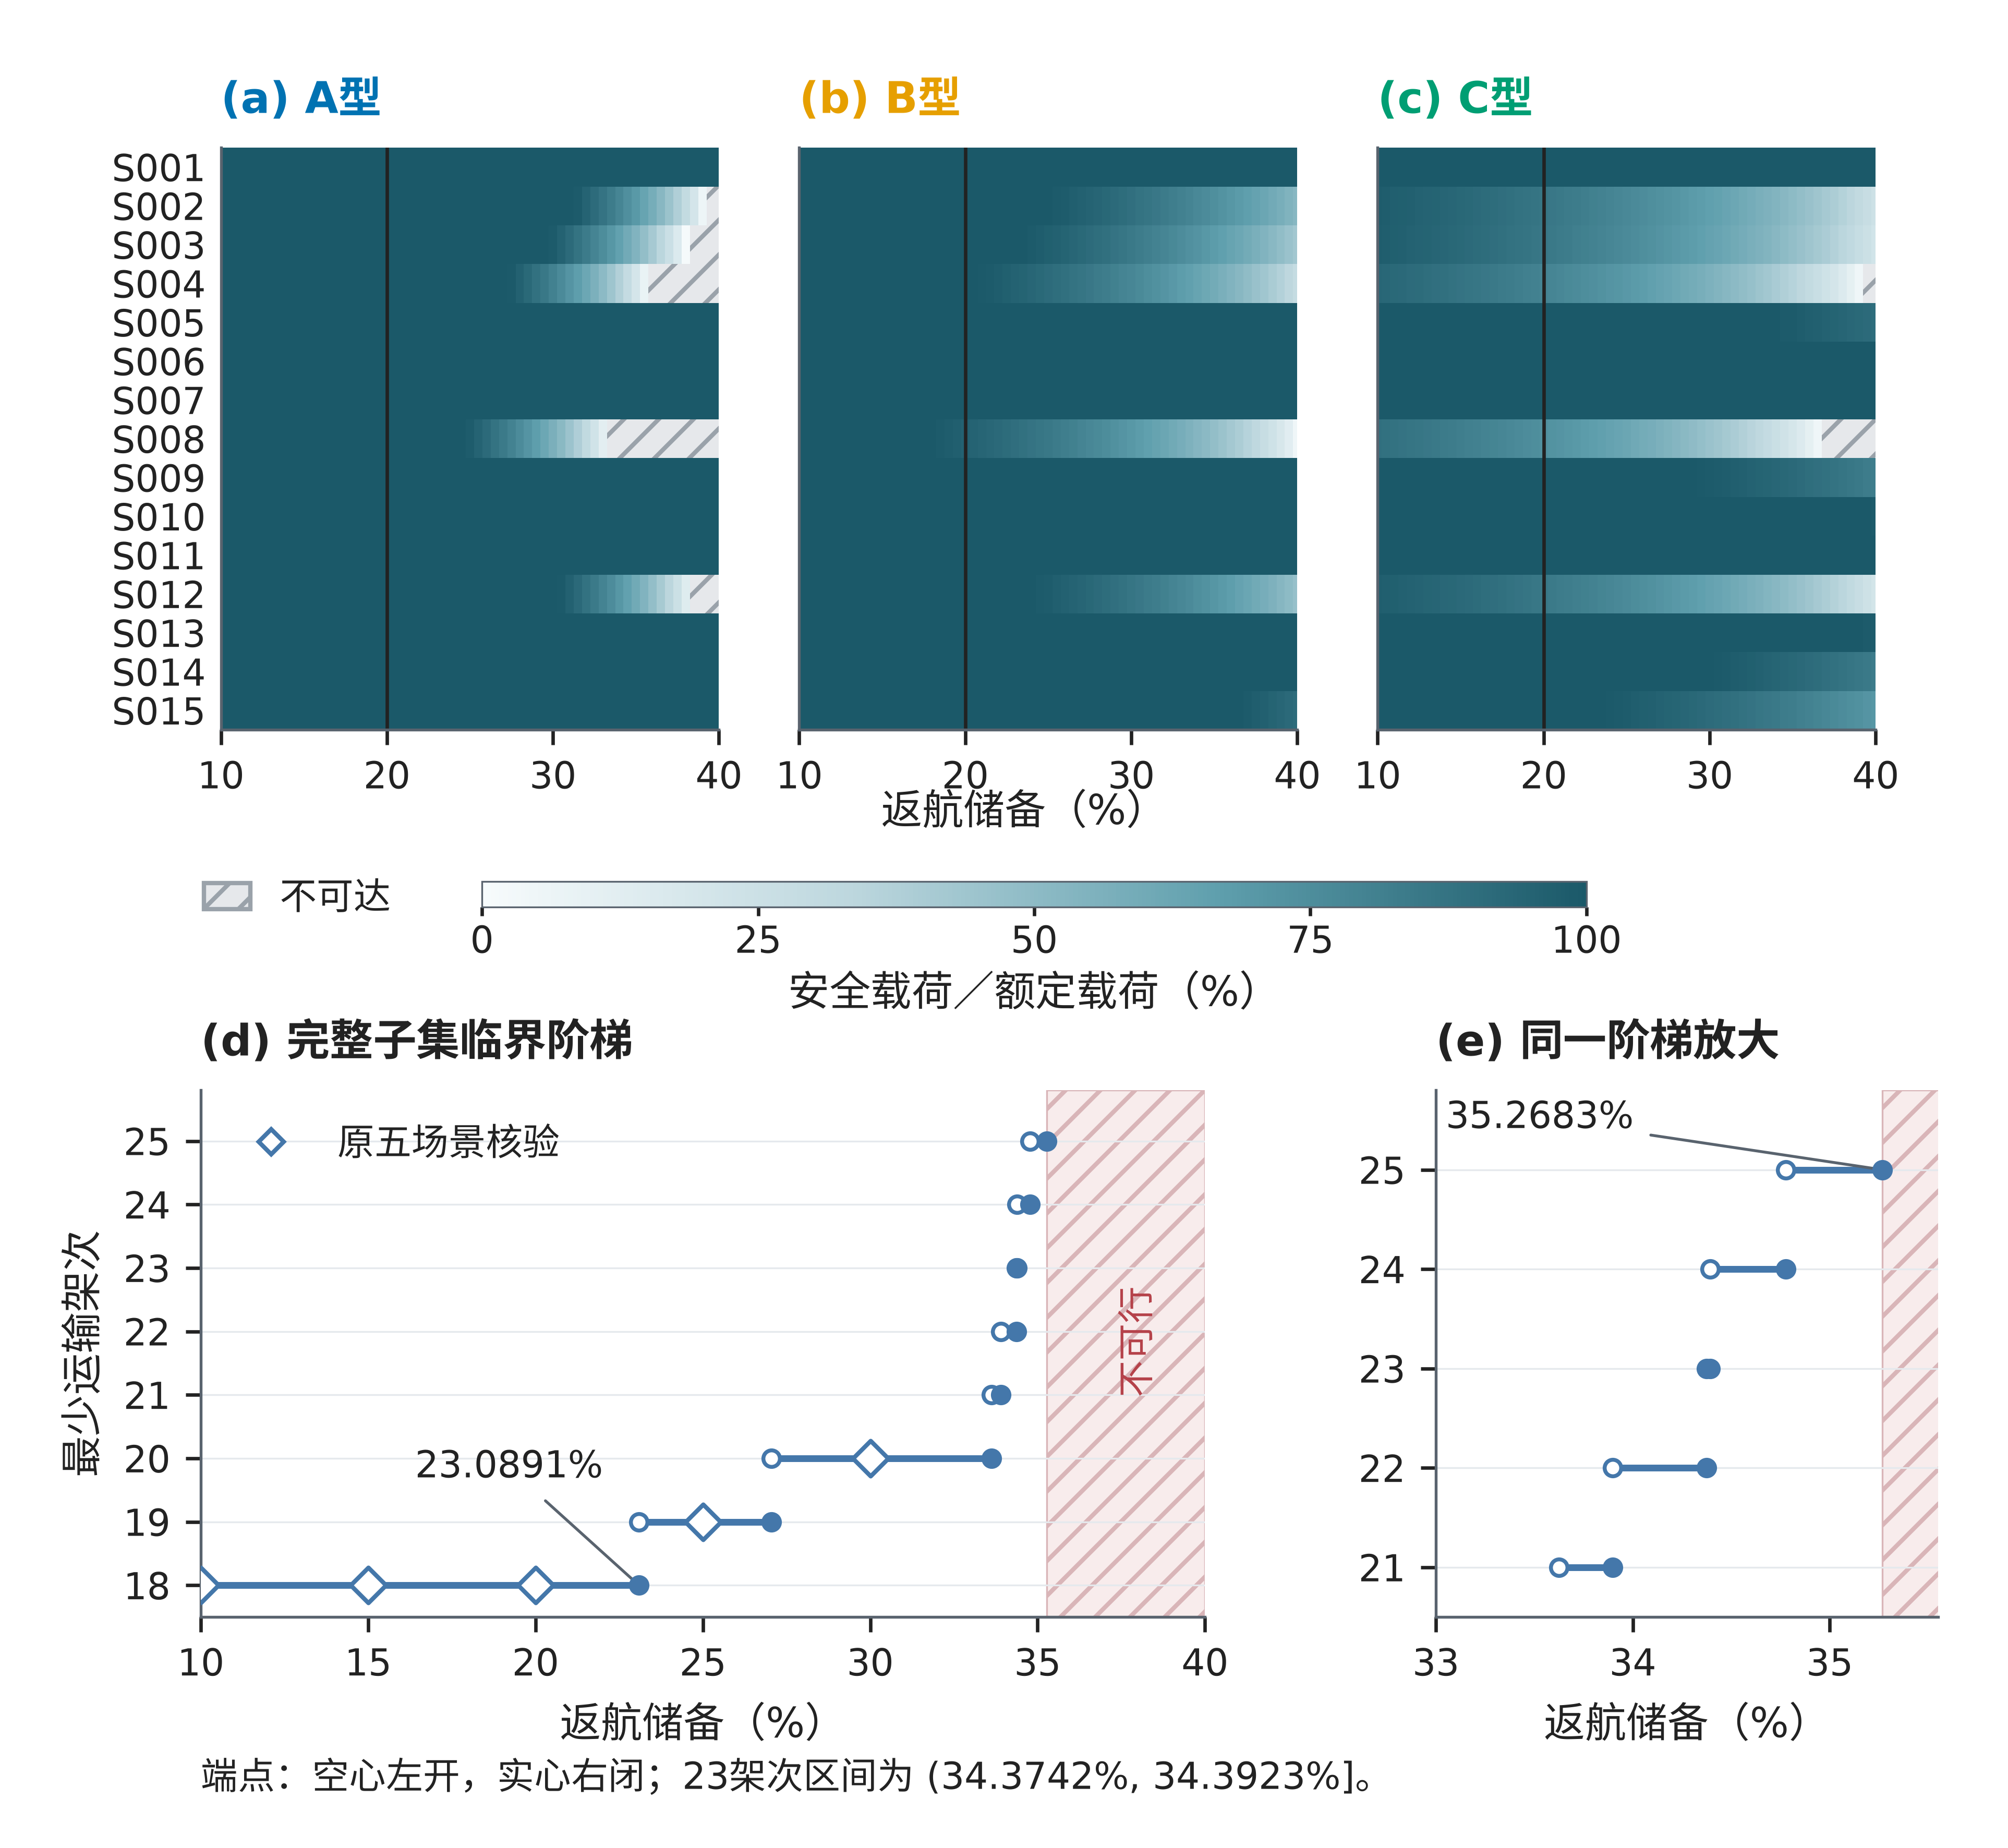 (a) A型
(b) B型
(c) C型
S001
S002
S003
S004
S005
S006
S007
S008
S009
S010
S011
S012
S013
S014
S015
10 20 30 40
10 20 30 40
10 20 30 40
返航储备（%）
不可达
0 25 50 75 100
安全载荷／额定载荷（%）
(d) 完整子集临界阶梯
原五场景核验
最少运输架次
25
24
23
22
21
20
19
18
23.0891%
不可行
10 15 20 25 30 35 40
返航储备（%）
(e) 同一阶梯放大
35.2683%
25
24
23
22
21
33 34 35
返航储备（%）
端点：空心左开，实心右闭；23架次区间为 (34.3742%, 34.3923%]。